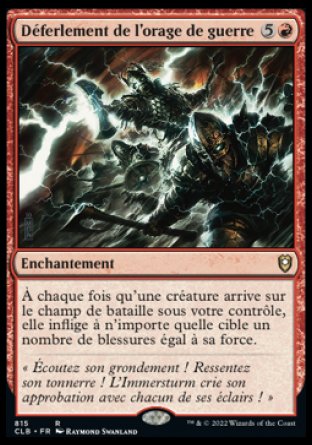 Déferlement de l'orage de guerre 5
Enchantement
À chaque fois qu'une créature arrive sur
le champ de bataille sous votre contrôle,
elle inflige à n'importe quelle cible un
nombre de blessures égal à sa force.
« Écoutez son grondement ! Ressentez
son tonnerre ! L'Immersturm crie son
approbation avec chacun de ses éclairs ! »
815 R
CLB • FR RAYMOND SWANLAND
™ & © 2022 Wizards of the Coast